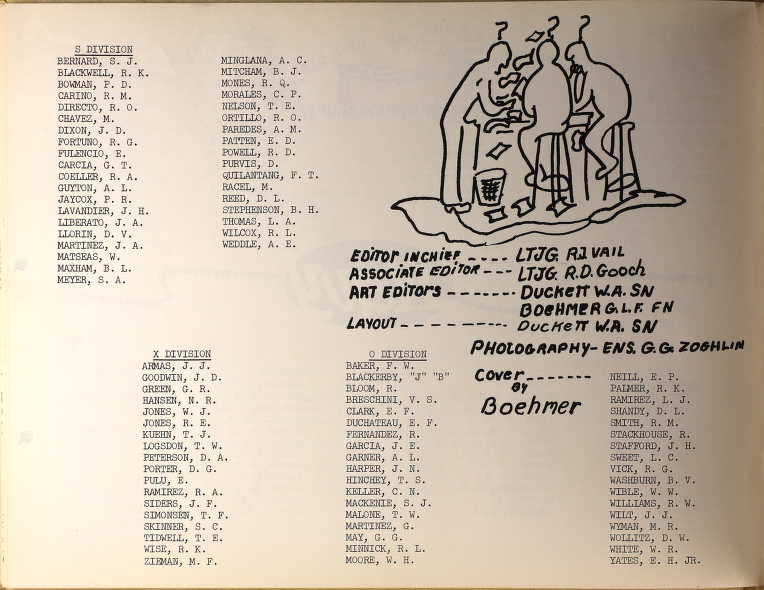 S DIVISION
BERNARD, S. J.
BLACKWELL, R. K.
BOWMAN, P. D.
CARINO, R. M.
DIRECTO, R. O.
CHAVEZ, M.
DIXON, J. D.
FORTUNO, R. G.
FULENCIO, E.
CARCIA, G. T.
COELLER, R. A.
GUYTON, A. L.
JAYCOX, P. R.
LAVANDIER, J. H.
LIBERATO, J. A.
LLORIN, D. V.
MARTINEZ, J. A.
MATSEAS, W.
MAXHAM, B. L.
MEYER, S. A.
MINGLANA, A. C.
MITCHAM, B. J.
MONES, R. Q.
MORALES, C. P.
NELSON, T. E.
ORTILLO, R. O.
PAREDES, A. M.
PATTEN, E. D.
POWELL, R. D.
PURVIS, D.
QUILANTANG, F. T.
RACEL, M.
REED, D. L.
STEPHENSON, B. H.
THOMAS, L. A.
WILCOX, R. L.
WEDDLE, A. E.
? ? ?
EDITOR IN CHIEF ---- LTJG. R.J. VAIL
ASSOCIATE EDITOR --- LTJG. R.D. Gooch
ART EDITORS ------- DUCKETT W.A. SN
BOEHMER G.L.F. FN
LAYOUT --------- DUCKETT W.A. SN
PHOTOGRAPHY- ENS. G.G. ZOEHLIN
COVER -------
BY
Boehmer
X DIVISION
ARMAS, J. J.
GOODWIN, J. D.
GREEN, G. R.
HANSEN, N. R.
JONES, W. J.
JONES, R. E.
KUEHN, T. J.
LOGSDON, T. W.
PETERSON, D. A.
PORTER, D. G.
PULU, E.
RAMIREZ, R. A.
SIDERS, J. F.
SIMONSEN, T. F.
SKINNER, S. C.
TIDWELL, T. E.
WISE, R. K.
ZIEMAN, M. F.
O DIVISION
BAKER, F. W.
BLACKERBY, "J" "B"
BLOOM, R.
BRESCHINI, V. S.
CLARK, E. F.
DUCHATEAU, E. F.
FERNANDEZ, R.
GARCIA, J. E.
GARNER, A. L.
HARPER, J. N.
HINCHEY, T. S.
KELLER, C. N.
MACKENIE, S. J.
MALONE, T. W.
MARTINEZ, G.
MAY, G. G.
MINNICK, R. L.
MOORE, W. H.
NEILL, E. P.
PALMER, R. K.
RAMIREZ, L. J.
SHANDY, D. L.
SMITH, R. M.
STACKHOUSE, R.
STAFFORD, J. H.
SWEET, L. C.
VICK, R. G.
WASHBURN, B. V.
WIBLE, W. W.
WILLIAMS, R. W.
WILT, J. J.
WYMAN, M. R.
WOLLITZ, D. W.
WHITE, W. R.
YATES, E. H. JR.